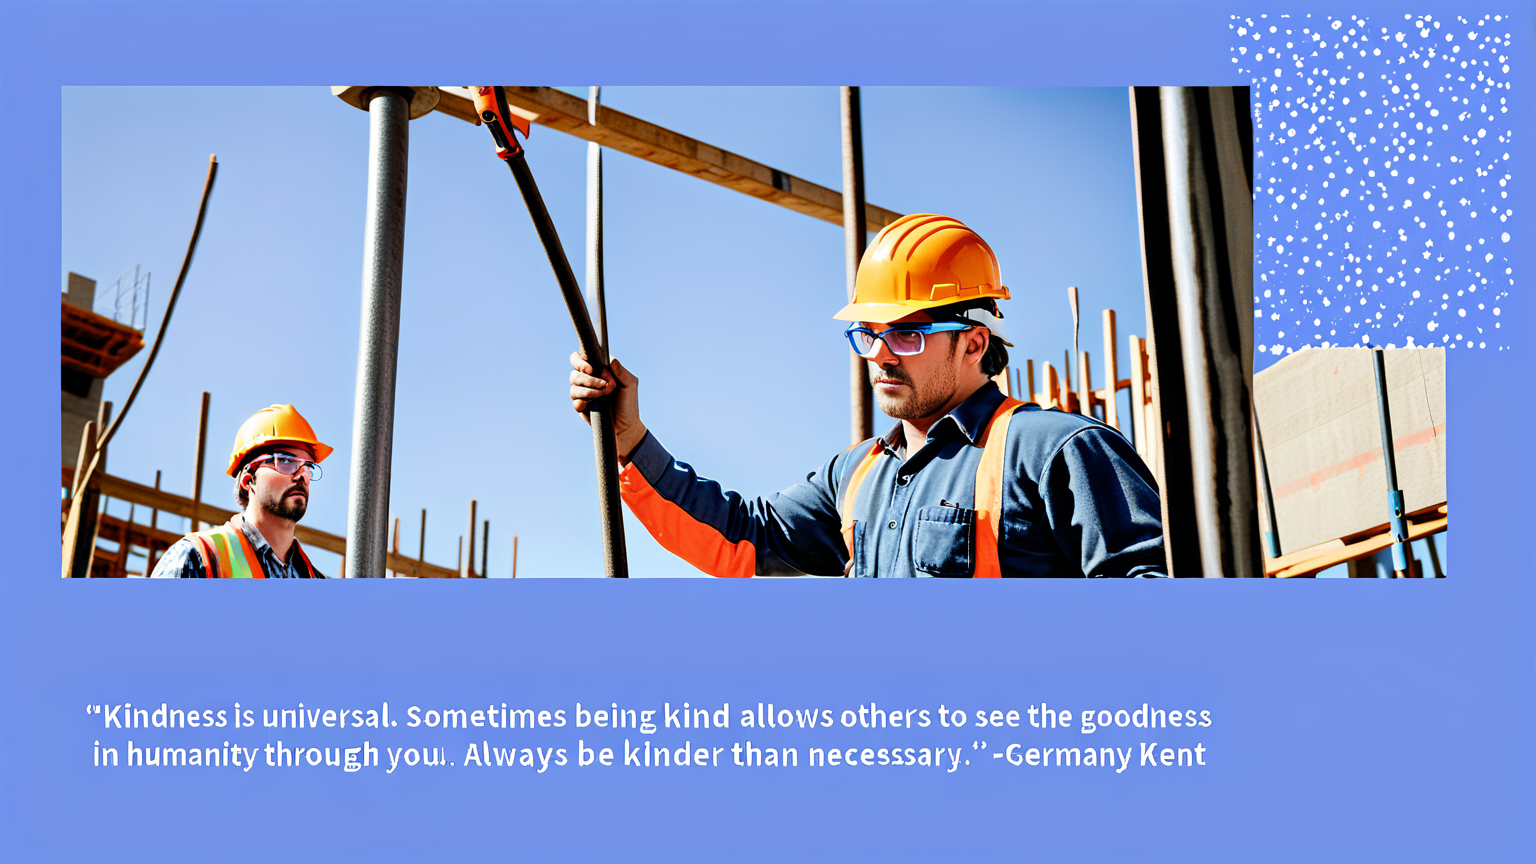 “Kindness is universal. Sometimes being kind allows others to see the goodness
in humanity through you. Always be kinder than necesssary.” -Germany Kent